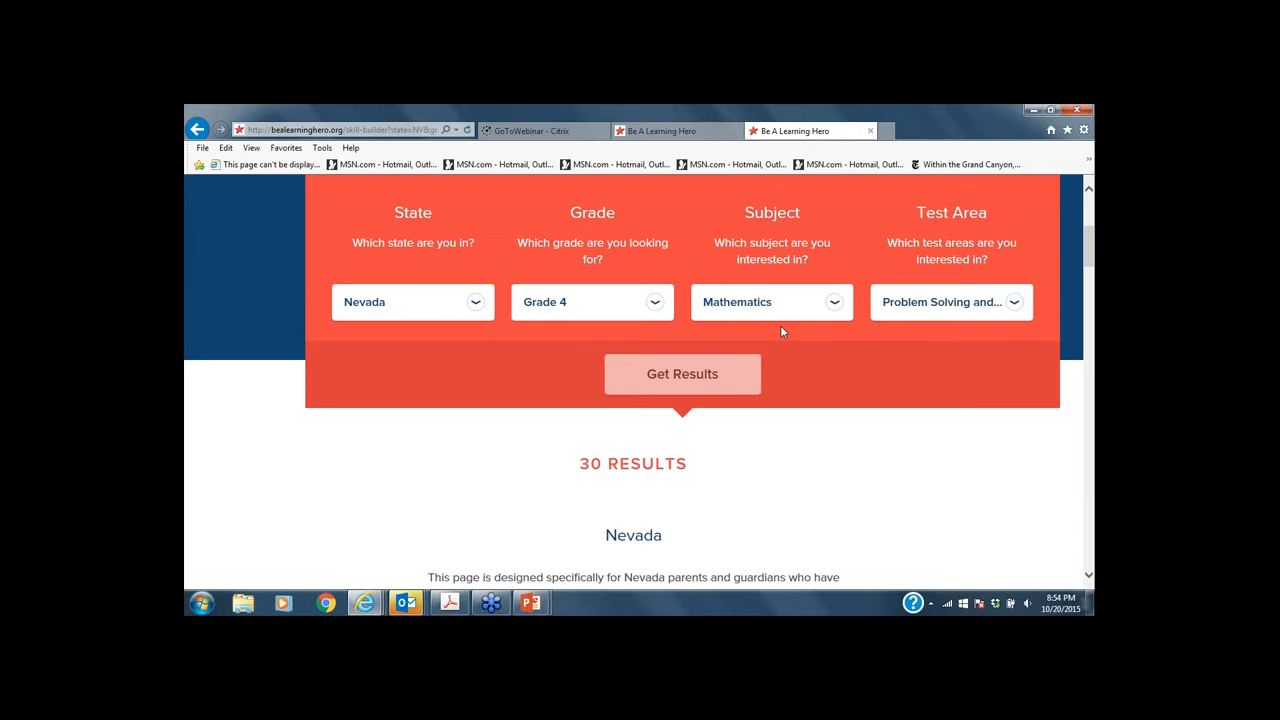 http://bealearninghero.org/skill-builder?state=NV&gr
GoToWebinar - Citrix
Be A Learning Hero
Be A Learning Hero
File Edit View Favorites Tools Help
This page can't be display...
MSN.com - Hotmail, Outl...
MSN.com - Hotmail, Outl...
MSN.com - Hotmail, Outl...
MSN.com - Hotmail, Outl...
MSN.com - Hotmail, Outl...
Within the Grand Canyon,...
State Grade Subject Test Area
Which state are you in?
Which grade are you looking
for?
Which subject are you
interested in?
Which test areas are you
interested in?
Nevada Grade 4 Mathematics Problem Solving and...
Get Results
30 RESULTS
Nevada
This page is designed specifically for Nevada parents and guardians who have
8:54 PM
10/20/2015